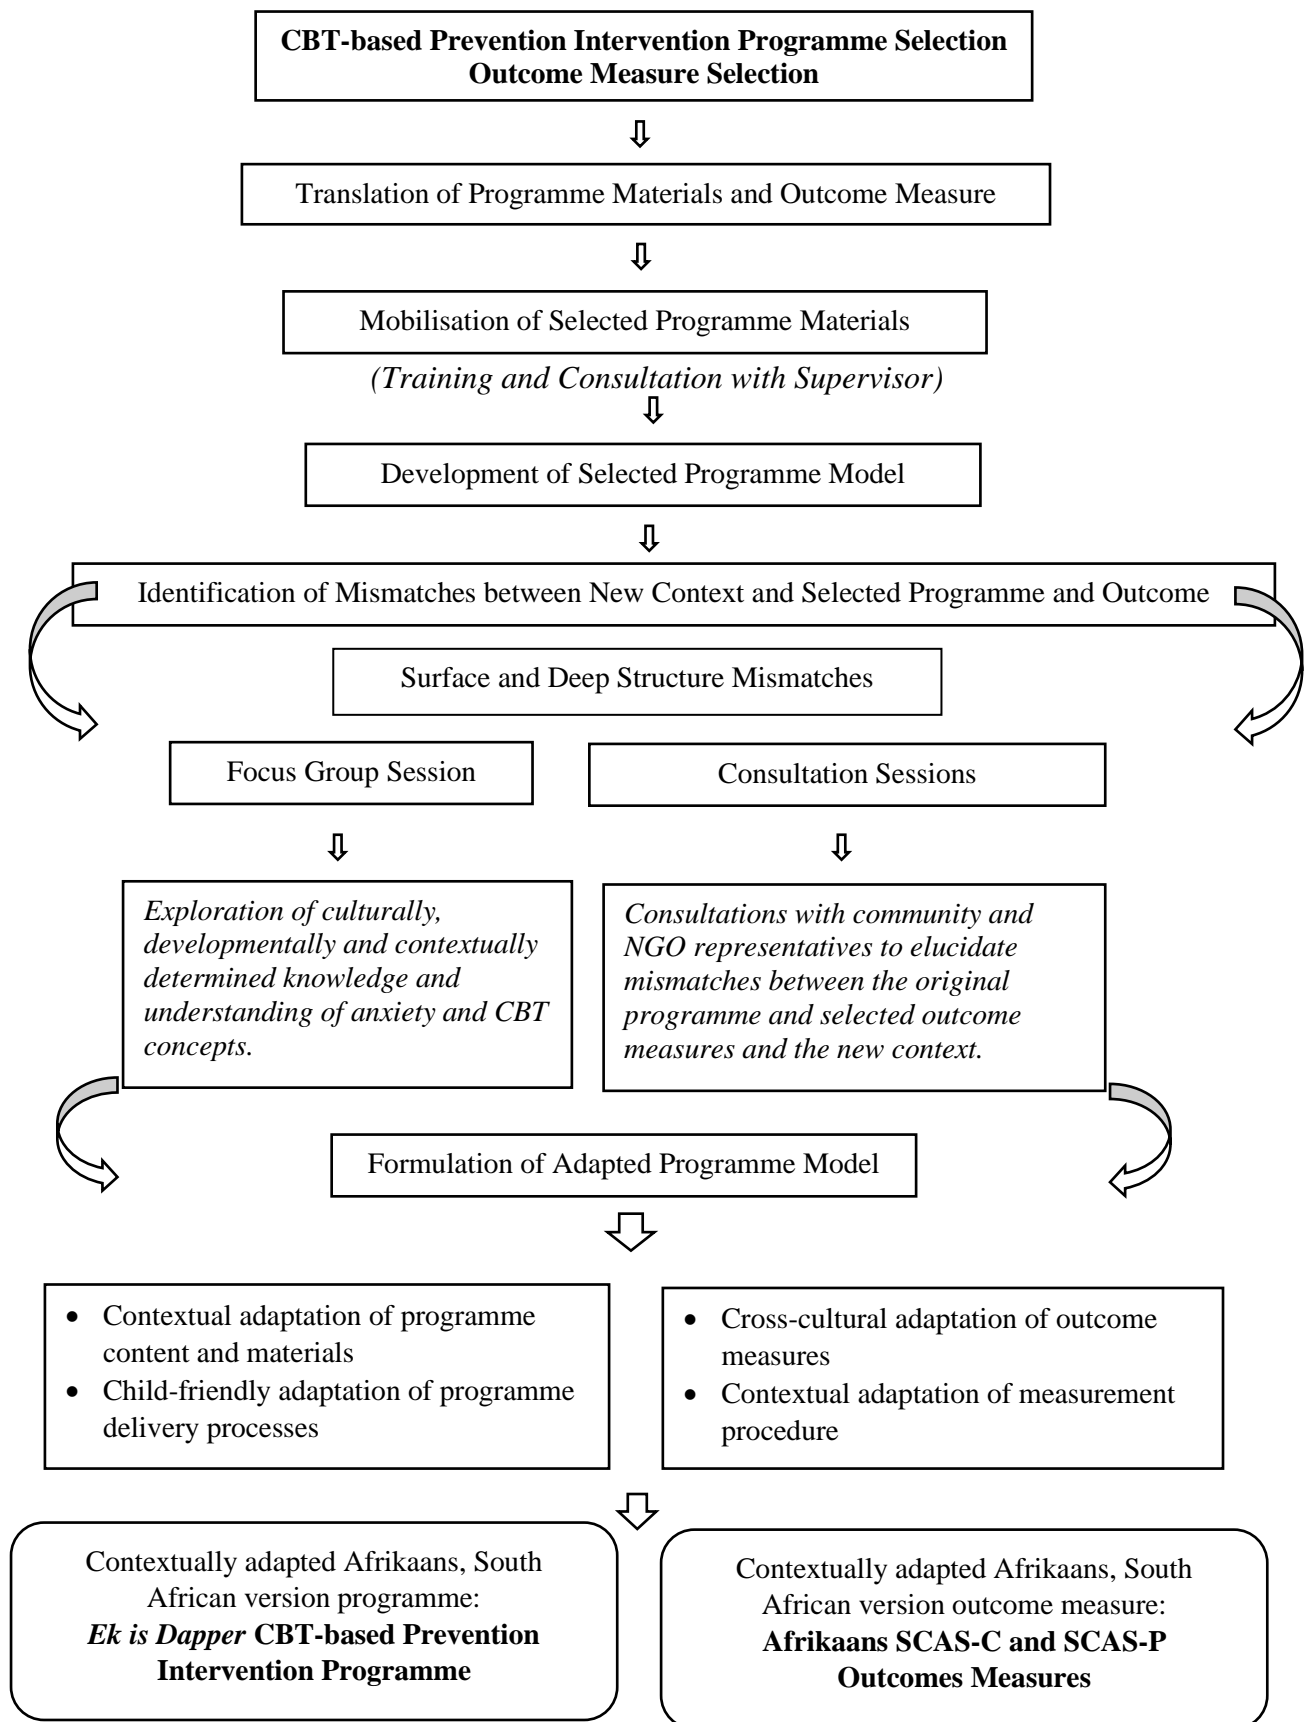 CBT-based Prevention Intervention Programme Selection
Outcome Measure Selection
Translation of Programme Materials and Outcome Measure
Mobilisation of Selected Programme Materials
(Training and Consultation with Supervisor)
Development of Selected Programme Model
Identification of Mismatches between New Context and Selected Programme and Outcome
Surface and Deep Structure Mismatches
Focus Group Session
Consultation Sessions
Exploration of culturally,
developmentally and contextually
determined knowledge and
understanding of anxiety and CBT
concepts.
Consultations with community and
NGO representatives to elucidate
mismatches between the original
programme and selected outcome
measures and the new context.
Formulation of Adapted Programme Model
• Contextual adaptation of programme
content and materials
• Child-friendly adaptation of programme
delivery processes
• Cross-cultural adaptation of outcome
measures
• Contextual adaptation of measurement
procedure
Contextually adapted Afrikaans, South
African version programme:
Ek is Dapper CBT-based Prevention
Intervention Programme
Contextually adapted Afrikaans, South
African version outcome measure:
Afrikaans SCAS-C and SCAS-P
Outcomes Measures